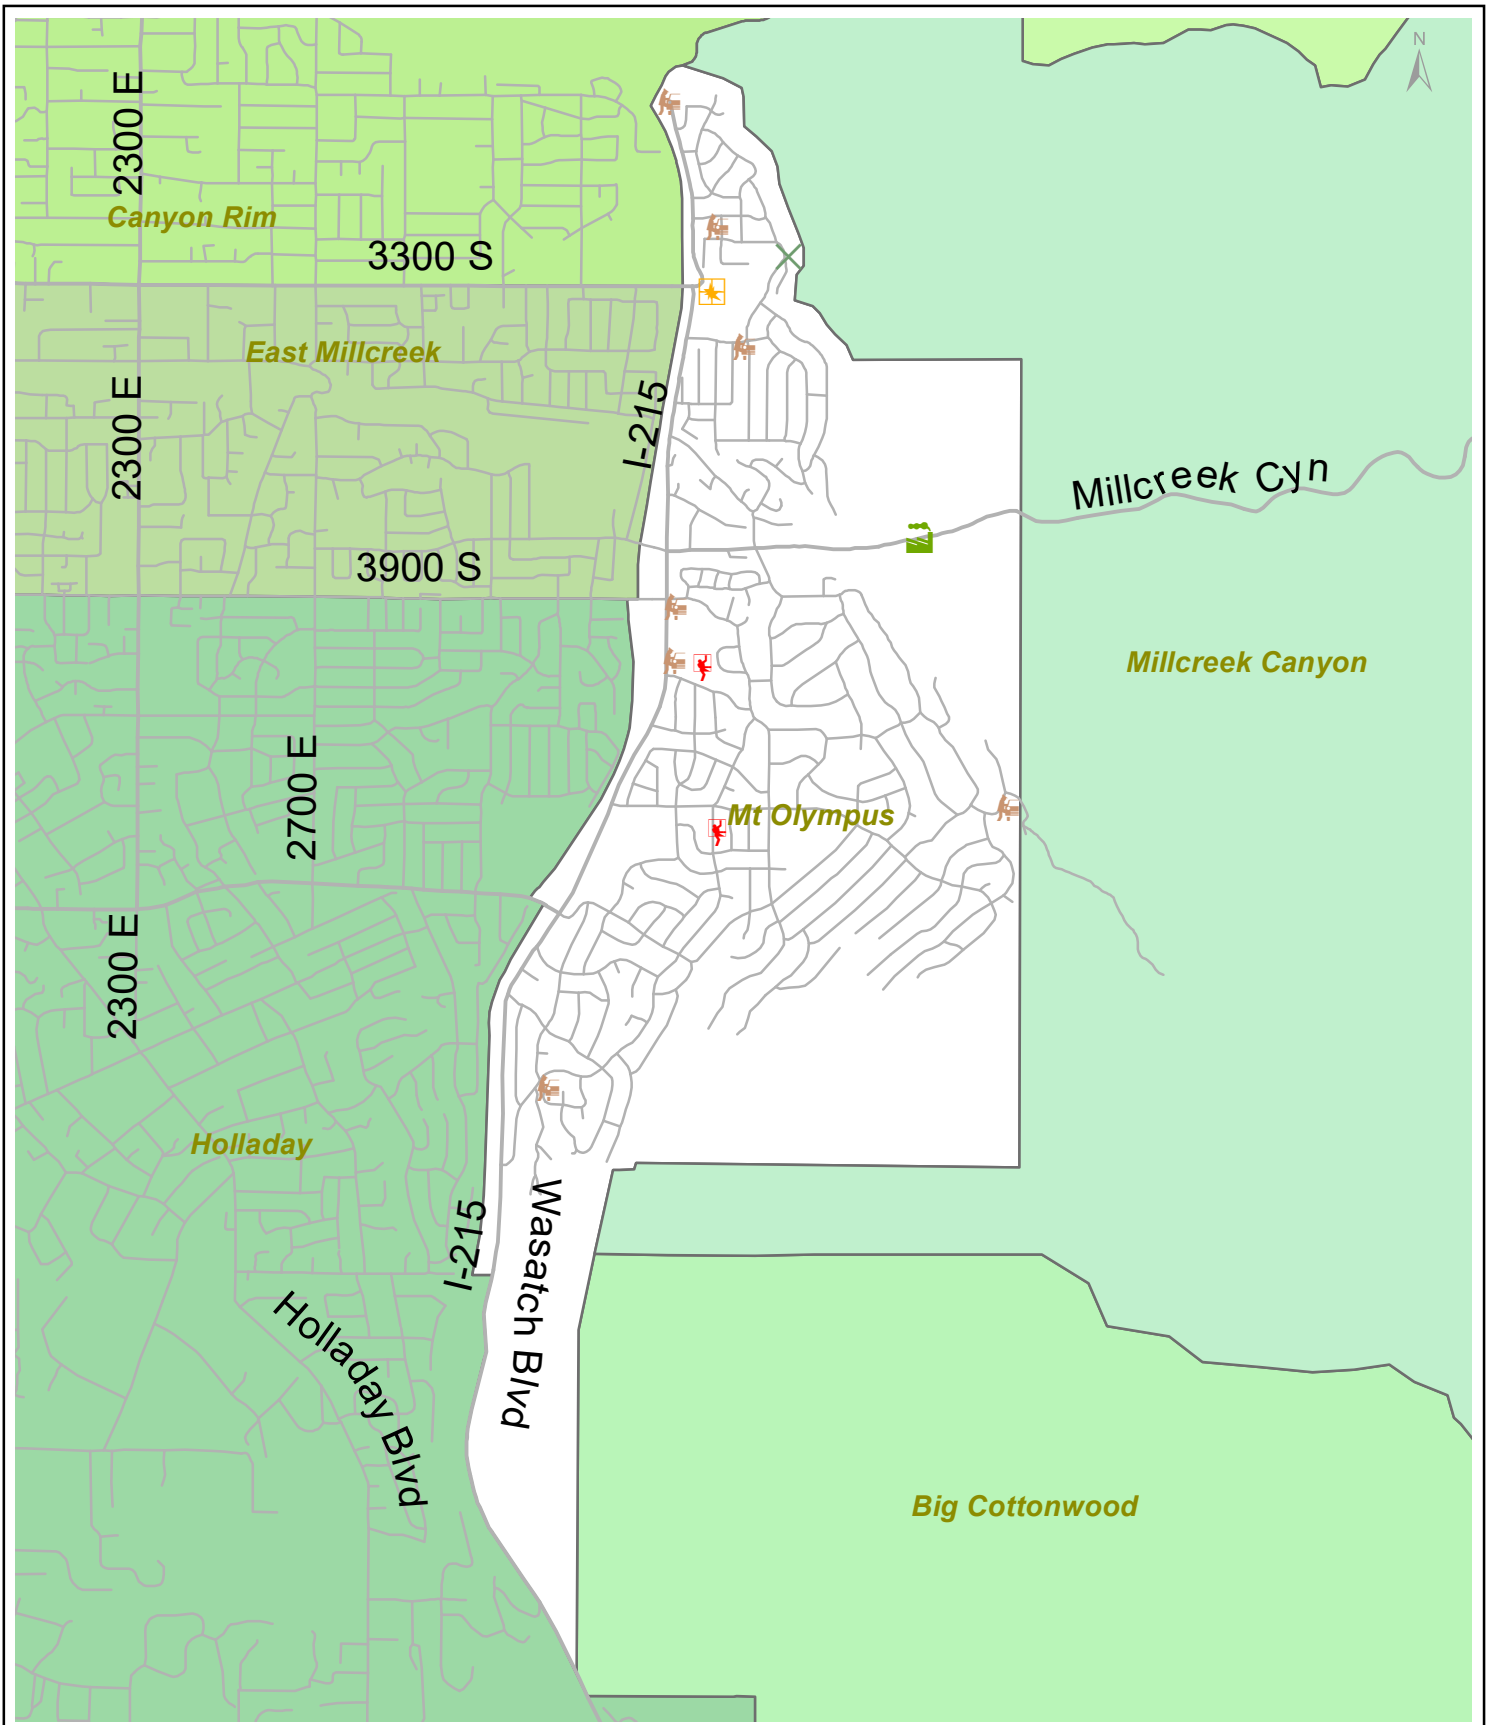 N
2300 E
Canyon Rim
3300 S
East Millcreek
I-215
2300 E
Millcreek Cyn
3900 S
Millcreek Canyon
2700 E
Mt Olympus
2300 E
Holladay
I-215
Wasatch Blvd
Holladay Blvd
Big Cottonwood